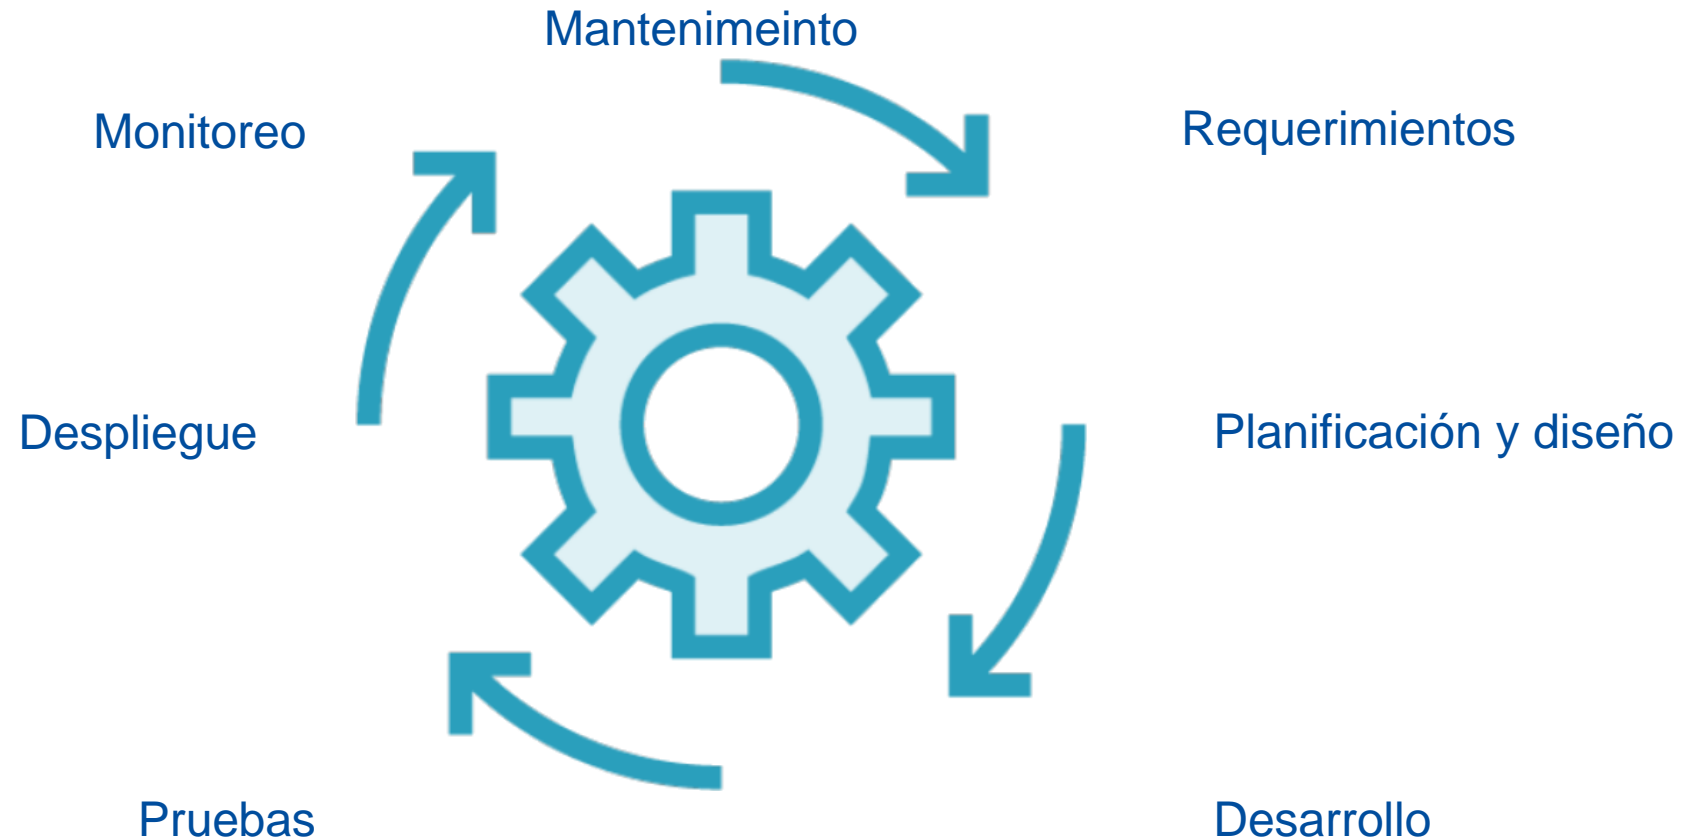 Mantenimeinto
Monitoreo
Requerimientos
Despliegue
Planificación y diseño
Pruebas
Desarrollo